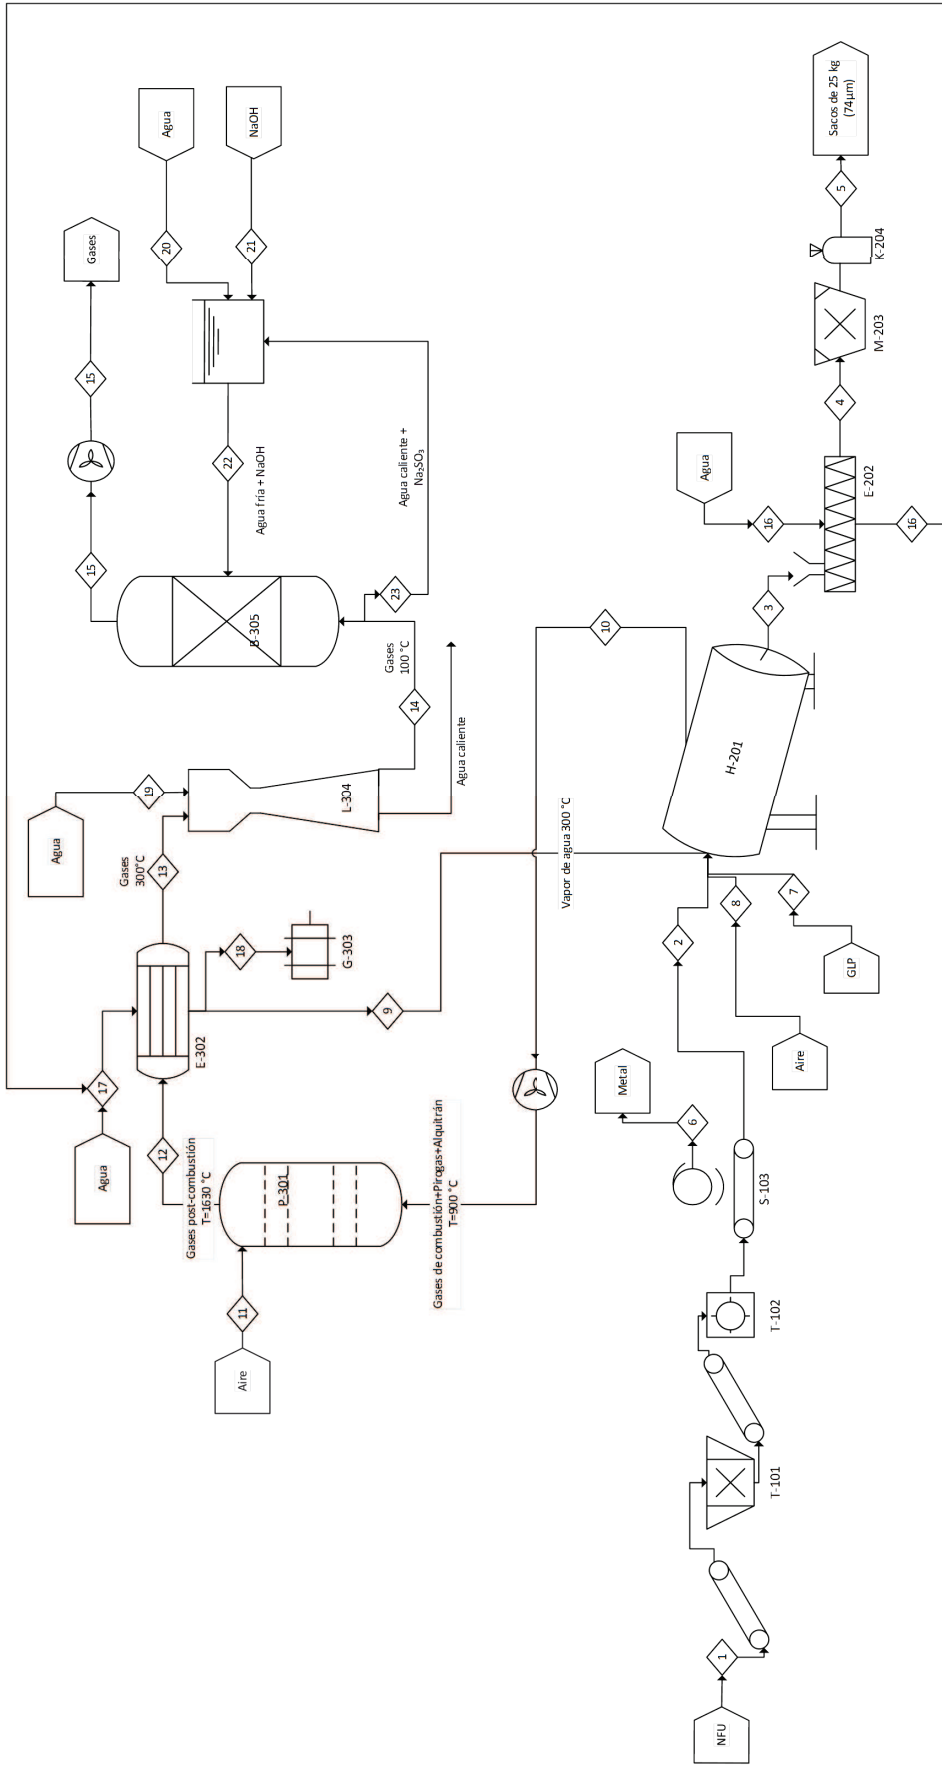 Agua
Gases
15
15
Agua
17
Gases
300°C
19
Agua
20
12
13
Gases post-combustión
T=1630 °C
E-302
Aire
11
18
22
21
NaOH
B-305
Agua fría + NaOH
P-301
L-304
G-303
9
Gases
100 °C
14
23
Agua caliente +
Na₂SO₃
Gases de combustión+Pirogas+Alquitrán
T=900 °C
Agua caliente
Vapor de agua 300 °C
10
Metal
6
2
NFU
1
Agua
H-201
8
S-103
T-102
T-101
3
16
Aire
7
GLP
Sacos de 25 kg
(74µm)
4
5
E-202
M-203
K-204
16